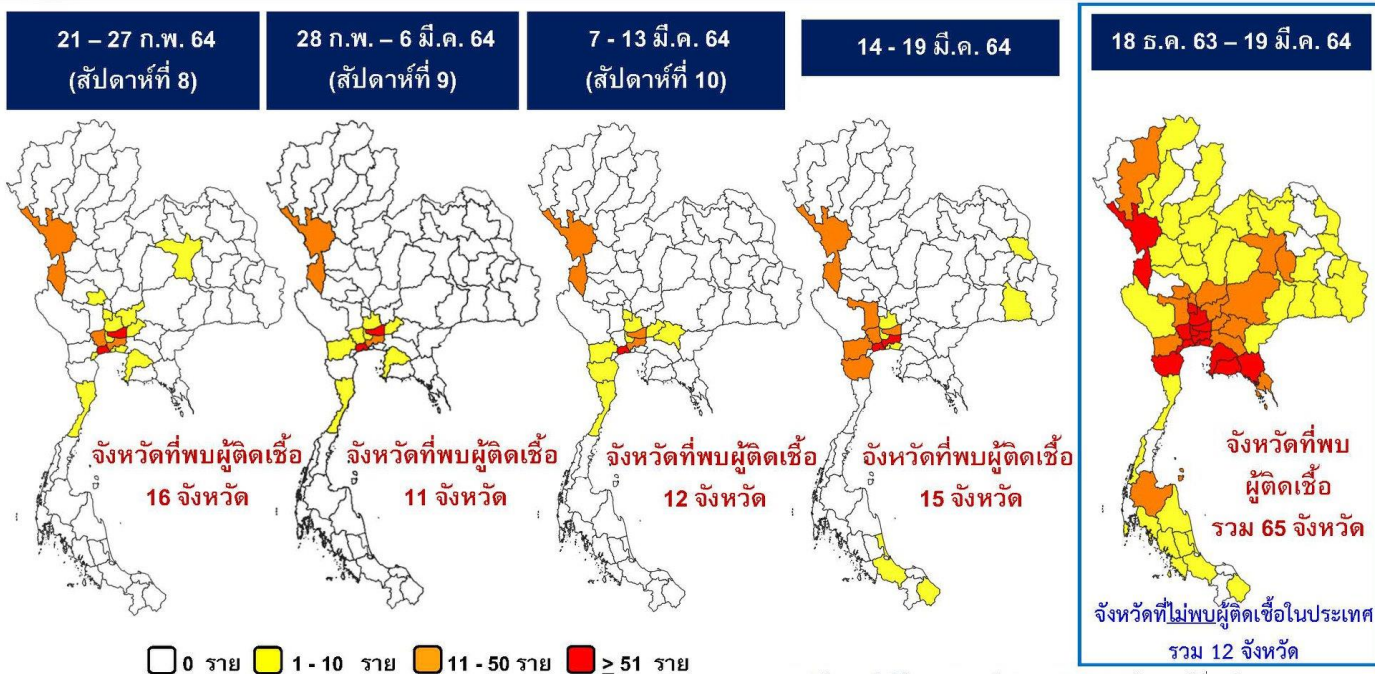 21 – 27 ก.พ. 64
(สัปดาห์ที่ 8)
28 ก.พ. – 6 มี.ค. 64
(สัปดาห์ที่ 9)
7 - 13 มี.ค. 64
(สัปดาห์ที่ 10)
14 - 19 มี.ค. 64
18 ธ.ค. 63 – 19 มี.ค. 64
จังหวัดที่พบผู้ติดเชื้อ
16 จังหวัด
จังหวัดที่พบผู้ติดเชื้อ
11 จังหวัด
จังหวัดที่พบผู้ติดเชื้อ
12 จังหวัด
จังหวัดที่พบผู้ติดเชื้อ
15 จังหวัด
จังหวัดที่พบ
ผู้ติดเชื้อ
รวม 65 จังหวัด
จังหวัดที่ไม่พบผู้ติดเชื้อในประเทศ
รวม 12 จังหวัด
0 ราย 1 - 10 ราย 11 - 50 ราย > 51 ราย